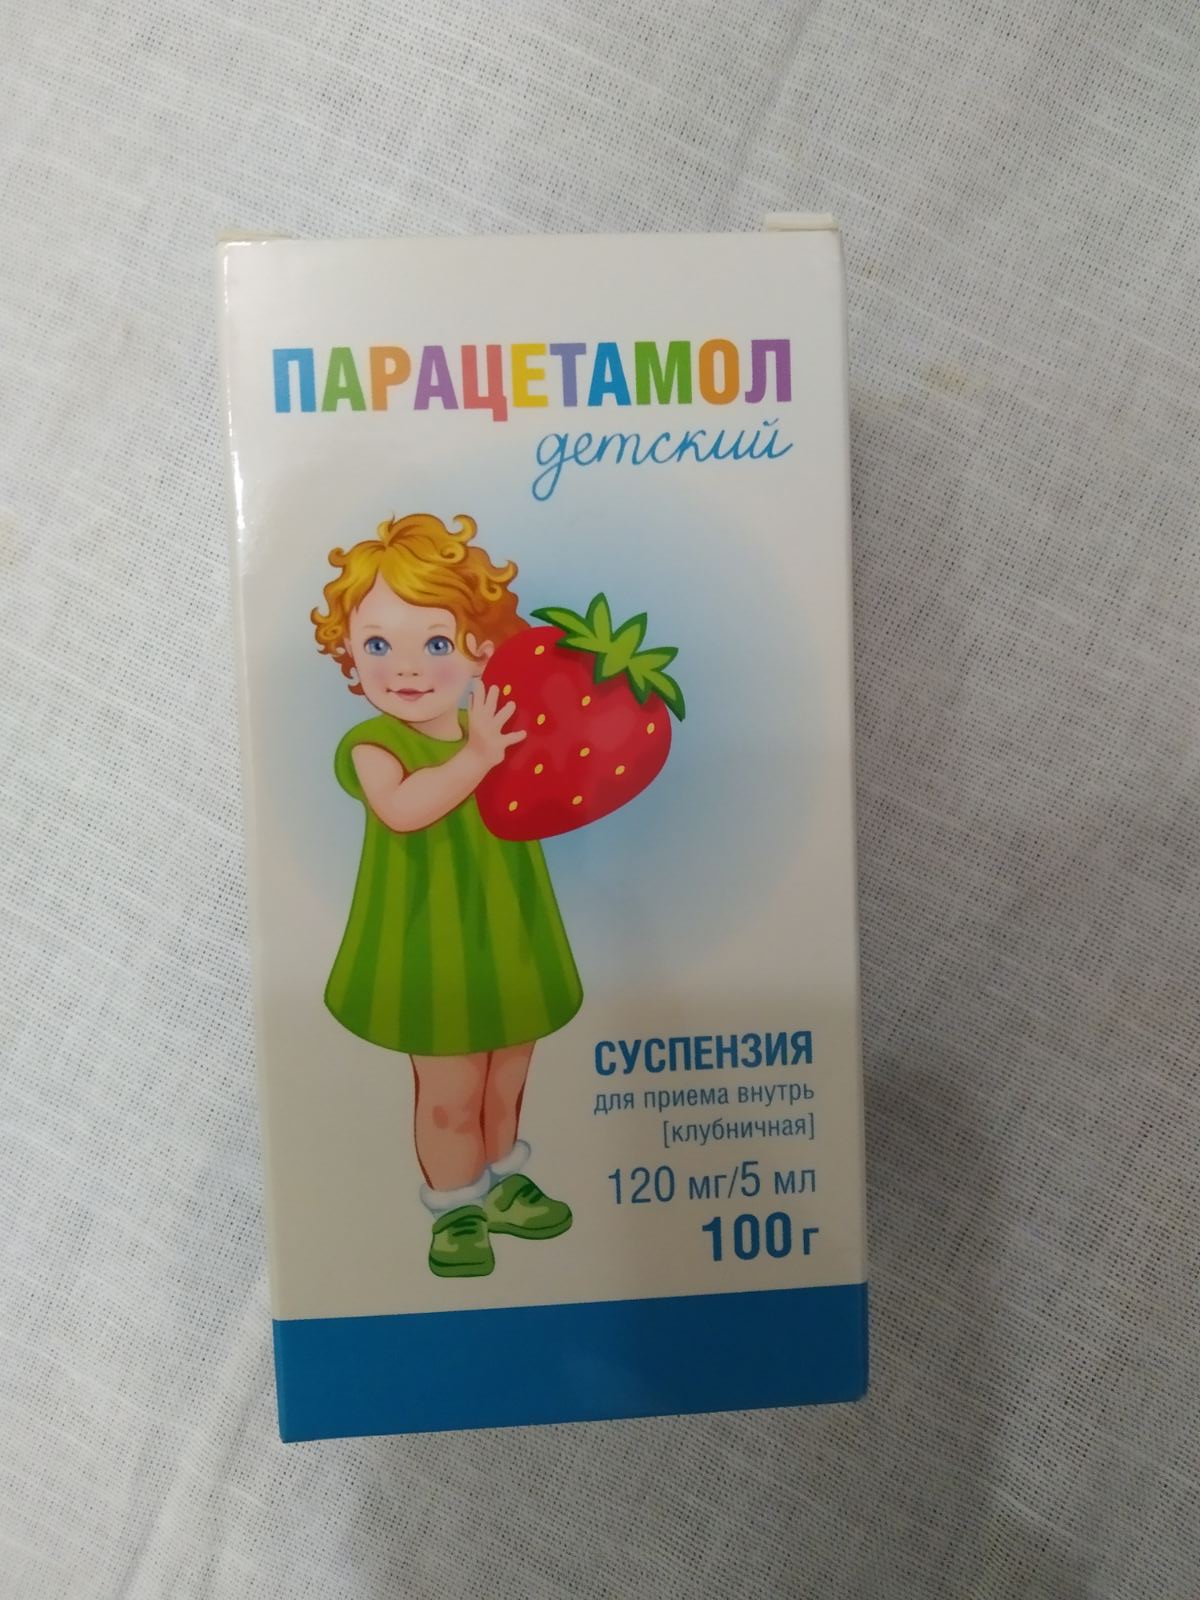 ПАРАЦЕТАМОЛ
детский
СУСПЕНЗИЯ
для приема внутрь
[клубничная]
120 мг/5 мл
100 г